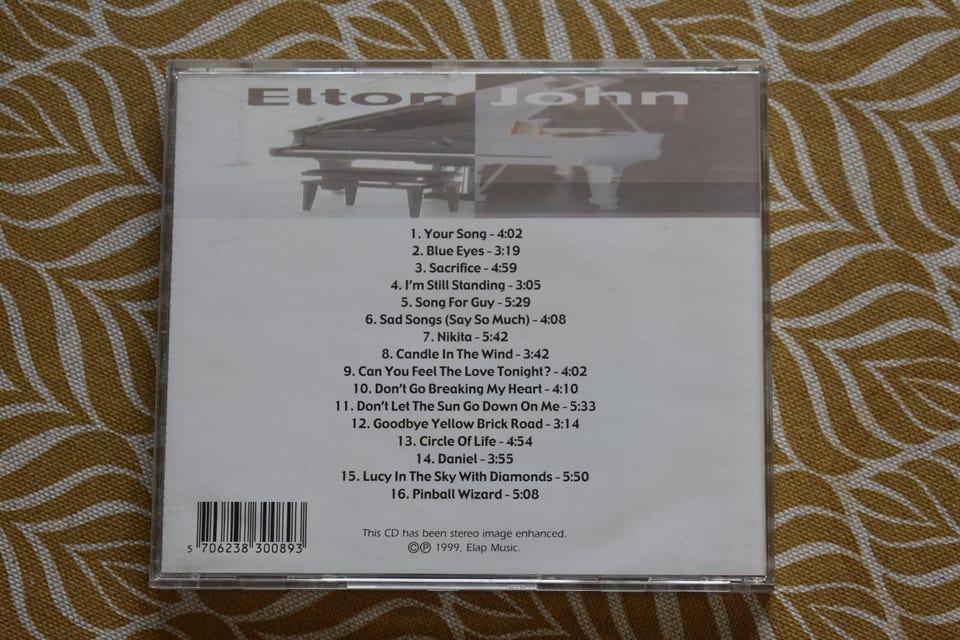 Elton John
1. Your Song - 4:02
2. Blue Eyes - 3:19
3. Sacrifice - 4:59
4. I'm Still Standing - 3:05
5. Song For Guy - 5:29
6. Sad Songs (Say So Much) - 4:08
7. Nikita - 5:42
8. Candle In The Wind - 3:42
9. Can You Feel The Love Tonight? - 4:02
10. Don't Go Breaking My Heart - 4:10
11. Don't Let The Sun Go Down On Me - 5:33
12. Goodbye Yellow Brick Road - 3:14
13. Circle Of Life - 4:54
14. Daniel - 3:55
15. Lucy In The Sky With Diamonds - 5:50
16. Pinball Wizard - 5:08
This CD has been stereo image enhanced.
©℗ 1999, Elap Music.
5 706238 300893